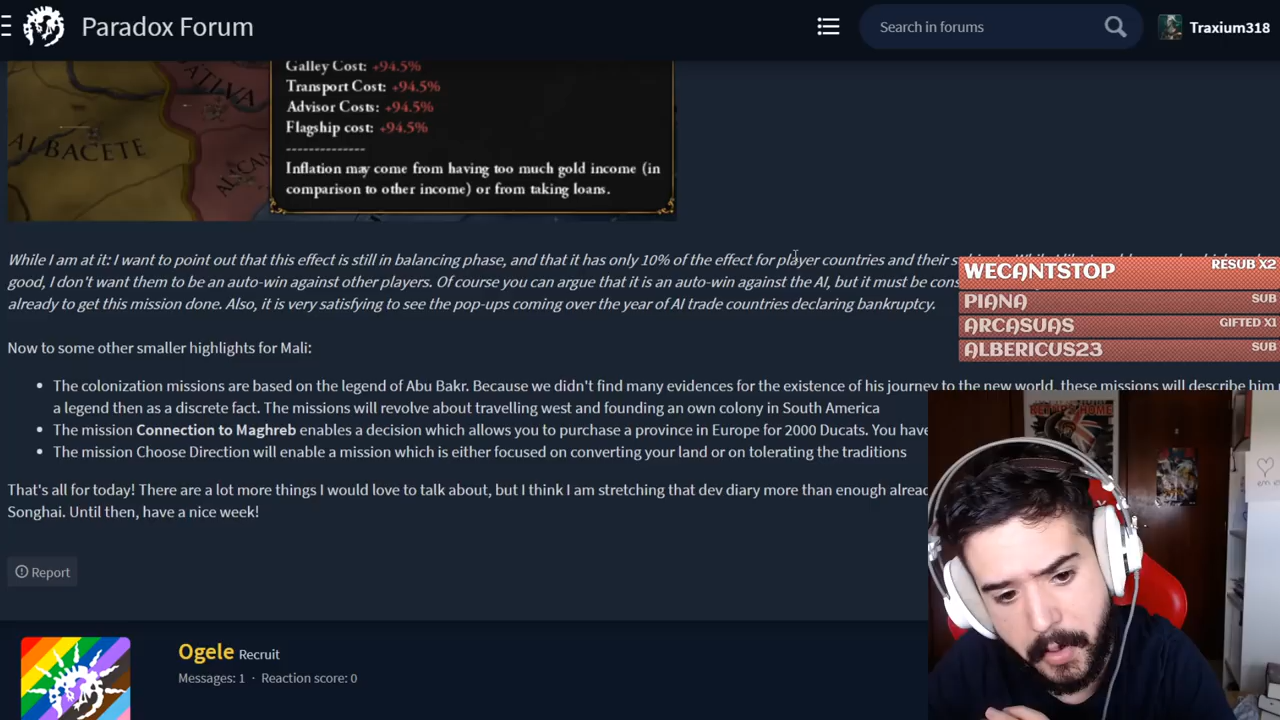 Paradox Forum
Search in forums
Traxium318
Galley Cost: +94.5%
Transport Cost: +94.5%
Advisor Costs: +94.5%
Flagship cost: +94.5%
--------------
Inflation may come from having too much gold income (in
comparison to other income) or from taking loans.
ALBACETE
While I am at it: I want to point out that this effect is still in balancing phase, and that it has only 10% of the effect for player countries and their
good, I don't want them to be an auto-win against other players. Of course you can argue that it is an auto-win against the AI, but it must be
already to get this mission done. Also, it is very satisfying to see the pop-ups coming over the year of AI trade countries declaring bankruptcy.
WECANTSTOP RESUB X2
PIANA SUB
ARCASUAS GIFTED X1
ALBERICUS23 SUB
Now to some other smaller highlights for Mali:
The colonization missions are based on the legend of Abu Bakr. Because we didn't find many evidences for the existence of his journey to the new world, these missions will describe him
a legend then as a discrete fact. The missions will revolve about travelling west and founding an own colony in South America
The mission Connection to Maghreb enables a decision which allows you to purchase a province in Europe for 2000 Ducats. You have
The mission Choose Direction will enable a mission which is either focused on converting your land or on tolerating the traditions
That's all for today! There are a lot more things I would love to talk about, but I think I am stretching that dev diary more than enough
Songhai. Until then, have a nice week!
Report
Ogele Recruit
Messages: 1 · Reaction score: 0